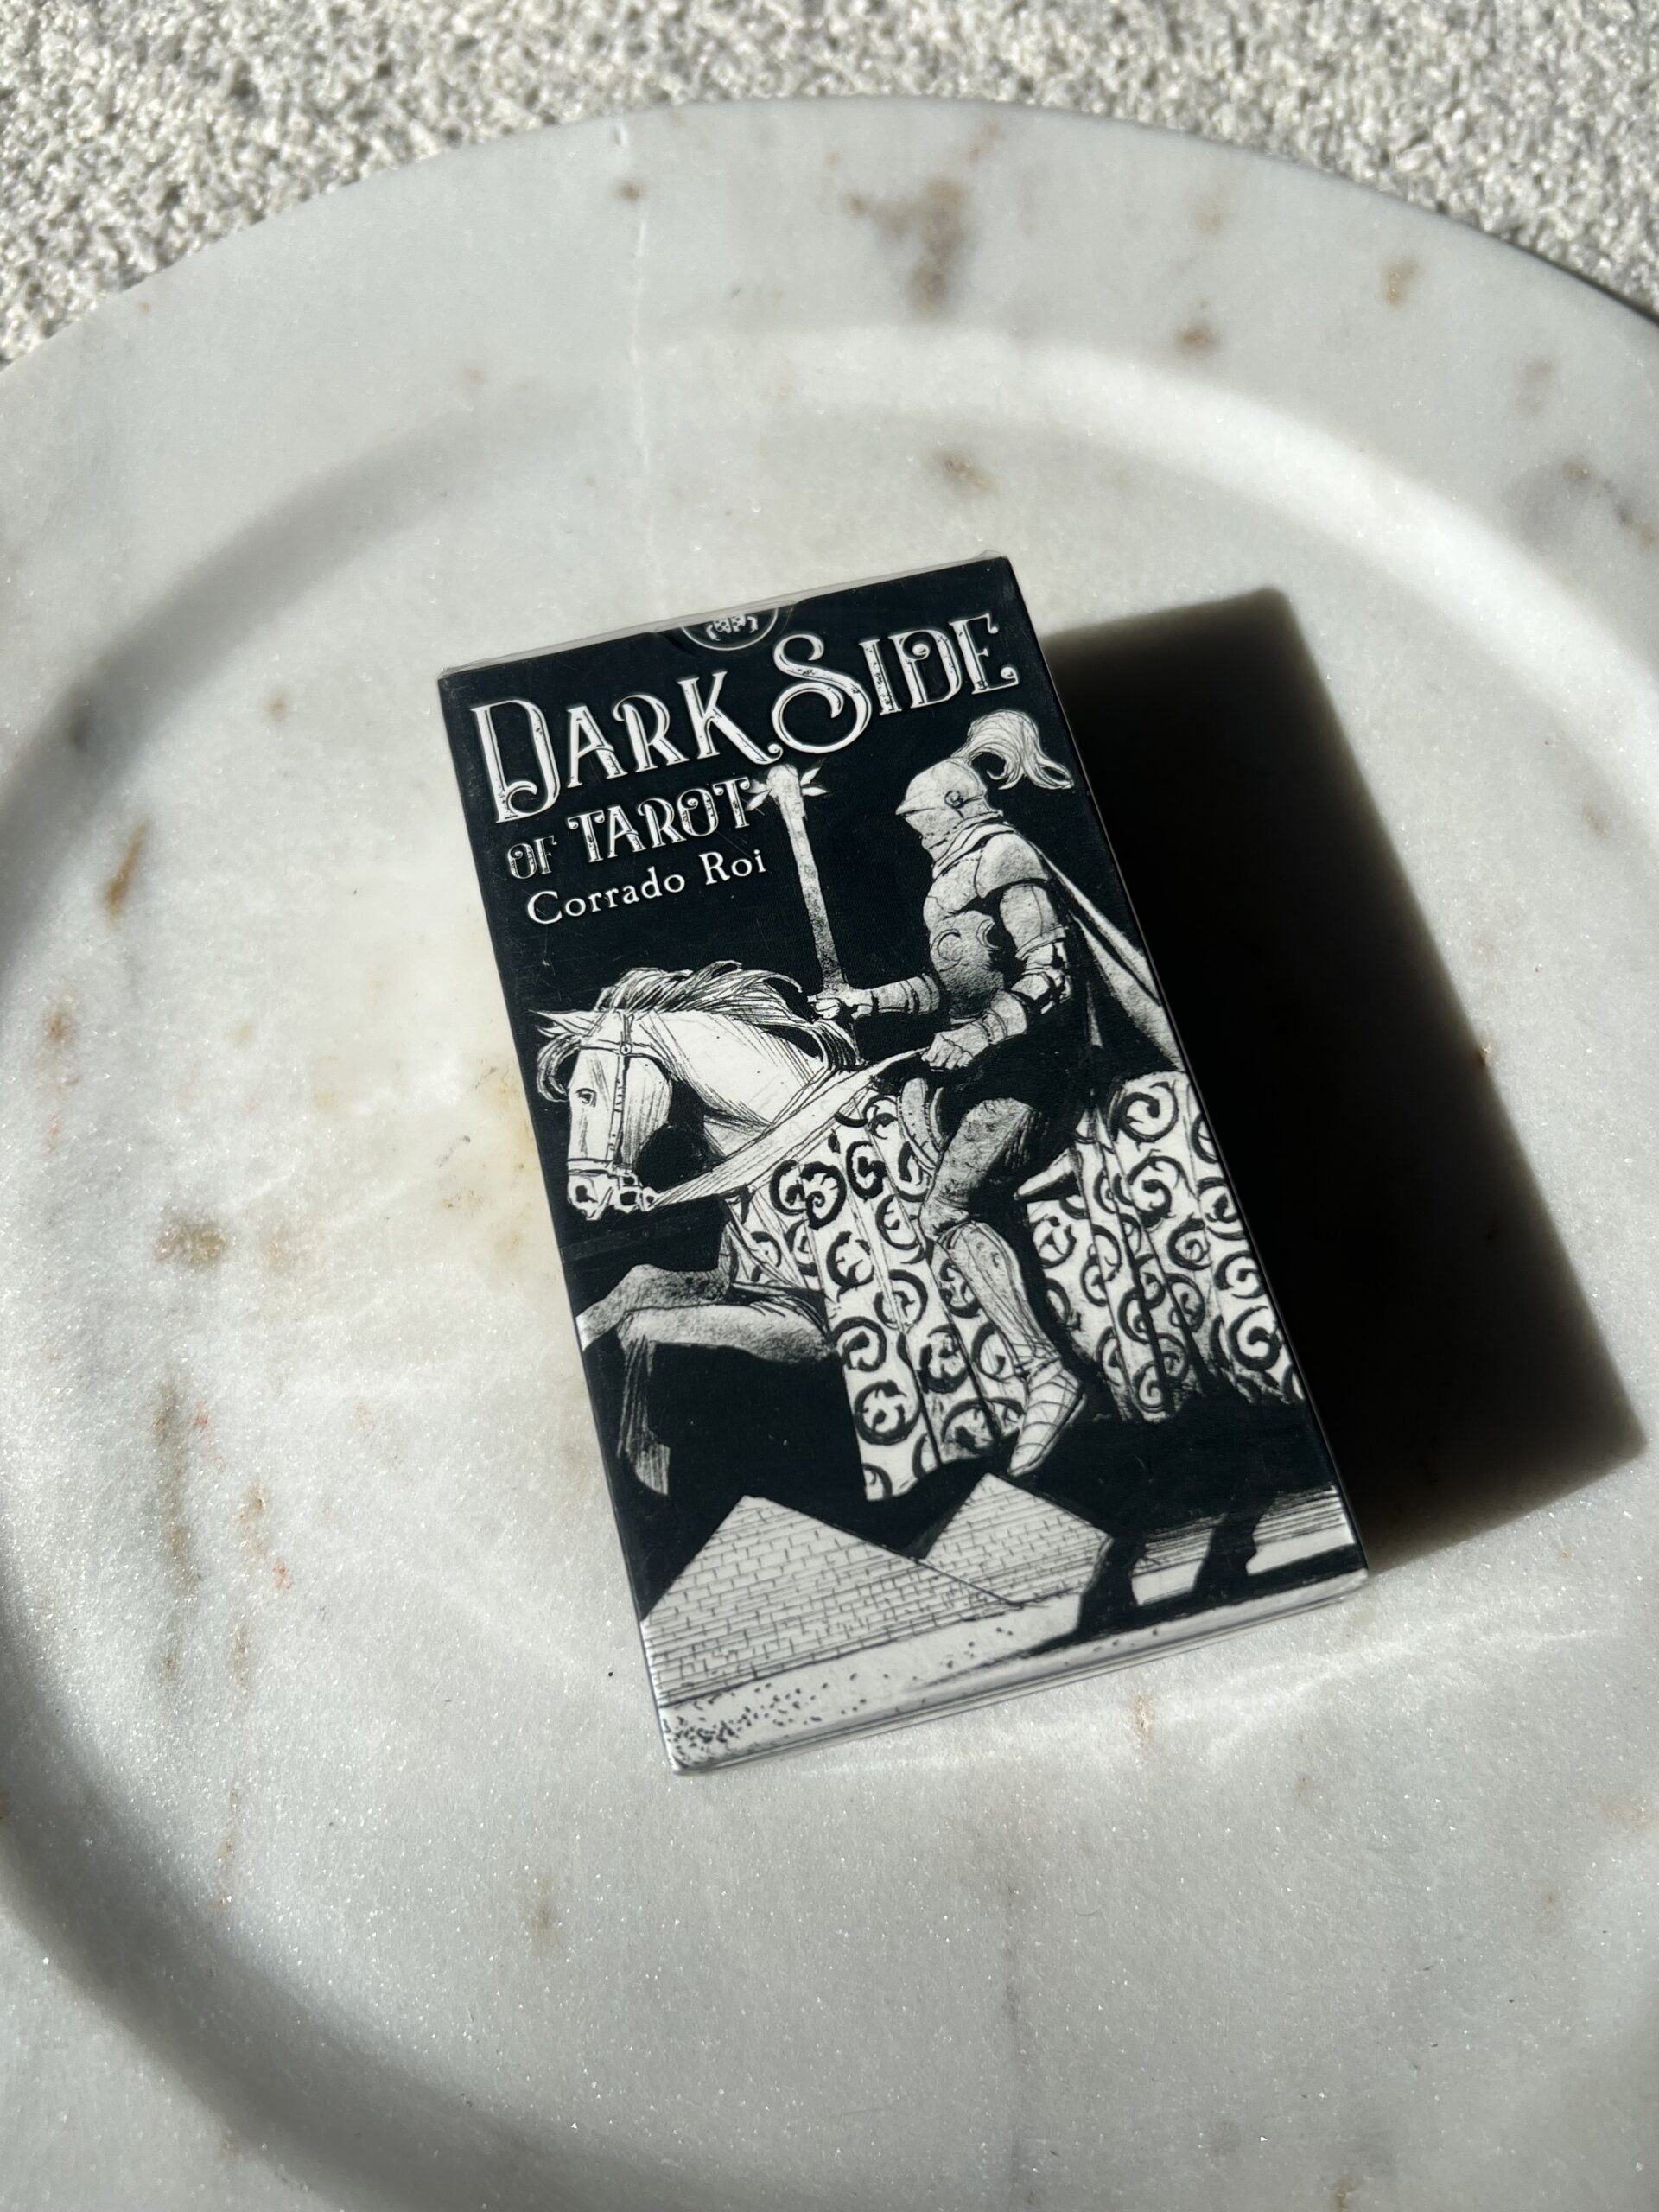 DARK SIDE
OF TAROT
Corrado Roi